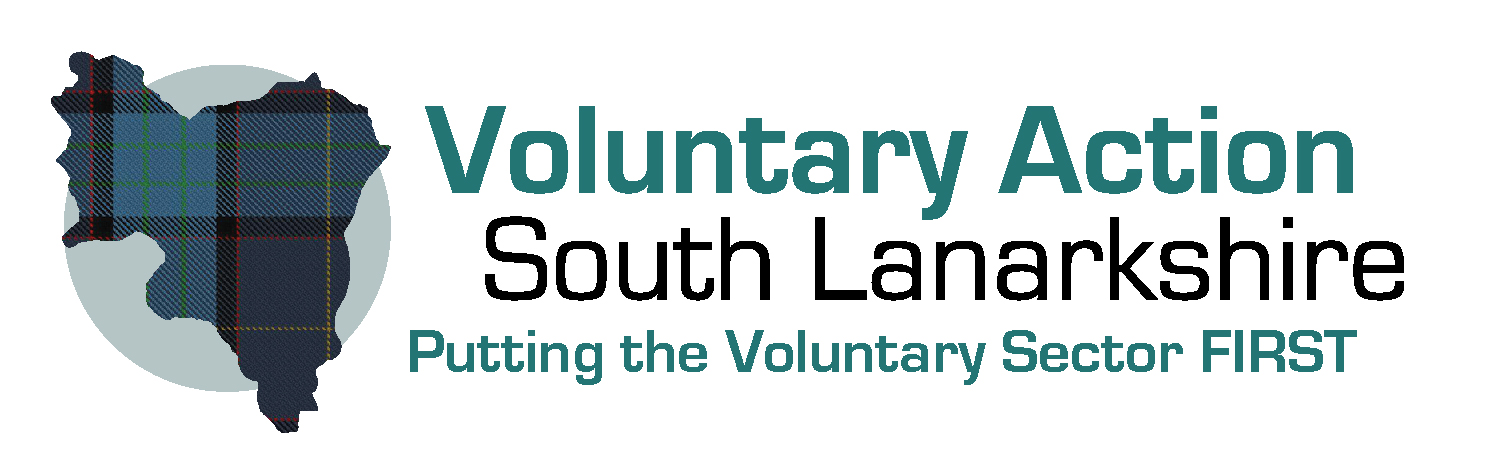 Voluntary Action
South Lanarkshire
Putting the Voluntary Sector FIRST